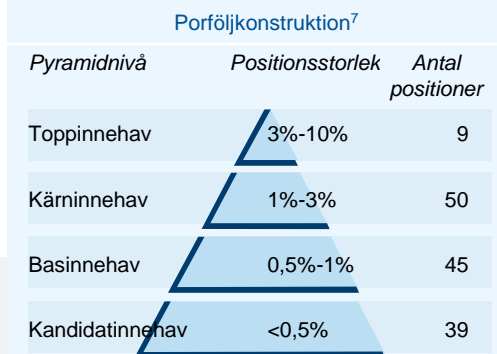 Porföljkonstruktion7
Pyramidnivå Positionsstorlek Antal positioner
Toppinnehav 3%-10% 9
Kärninnehav 1%-3% 50
Basinnehav 0,5%-1% 45
Kandidatinnehav <0,5% 39